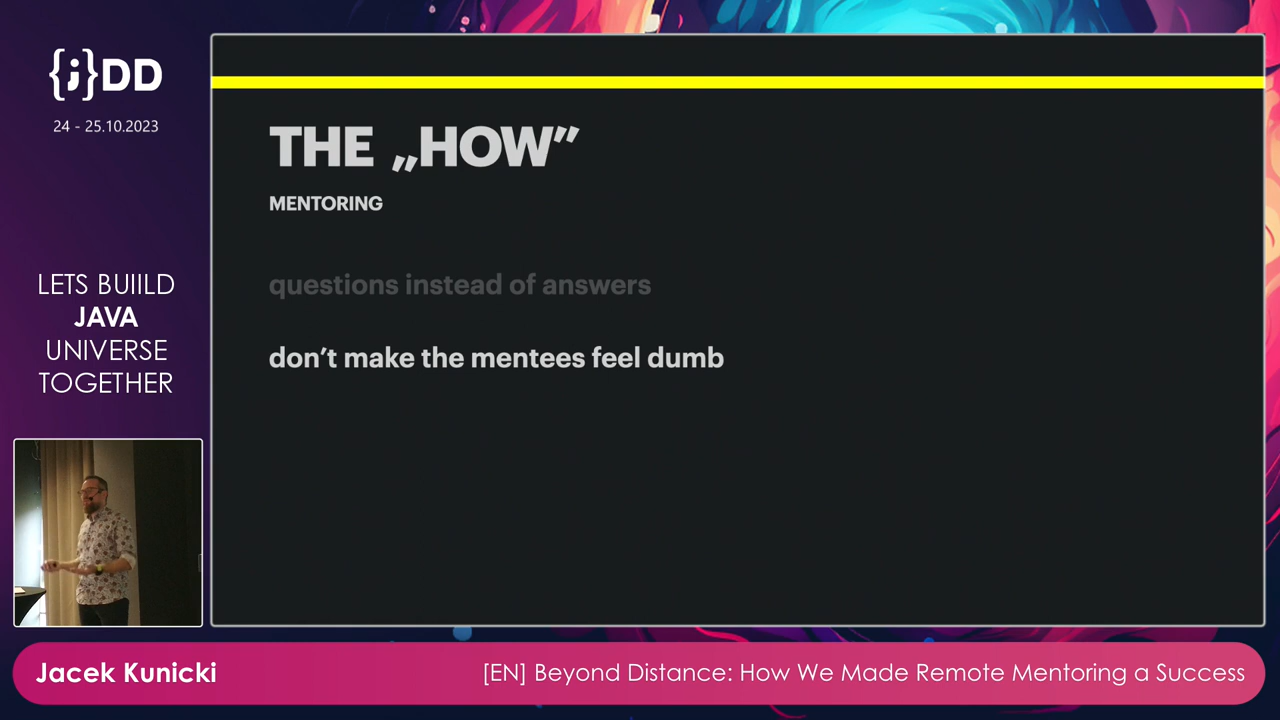 {j}DD
24 - 25.10.2023
LETS BUIILD
JAVA
UNIVERSE
TOGETHER
THE „HOW”
MENTORING
questions instead of answers
don’t make the mentees feel dumb
Jacek Kunicki
[EN] Beyond Distance: How We Made Remote Mentoring a Success